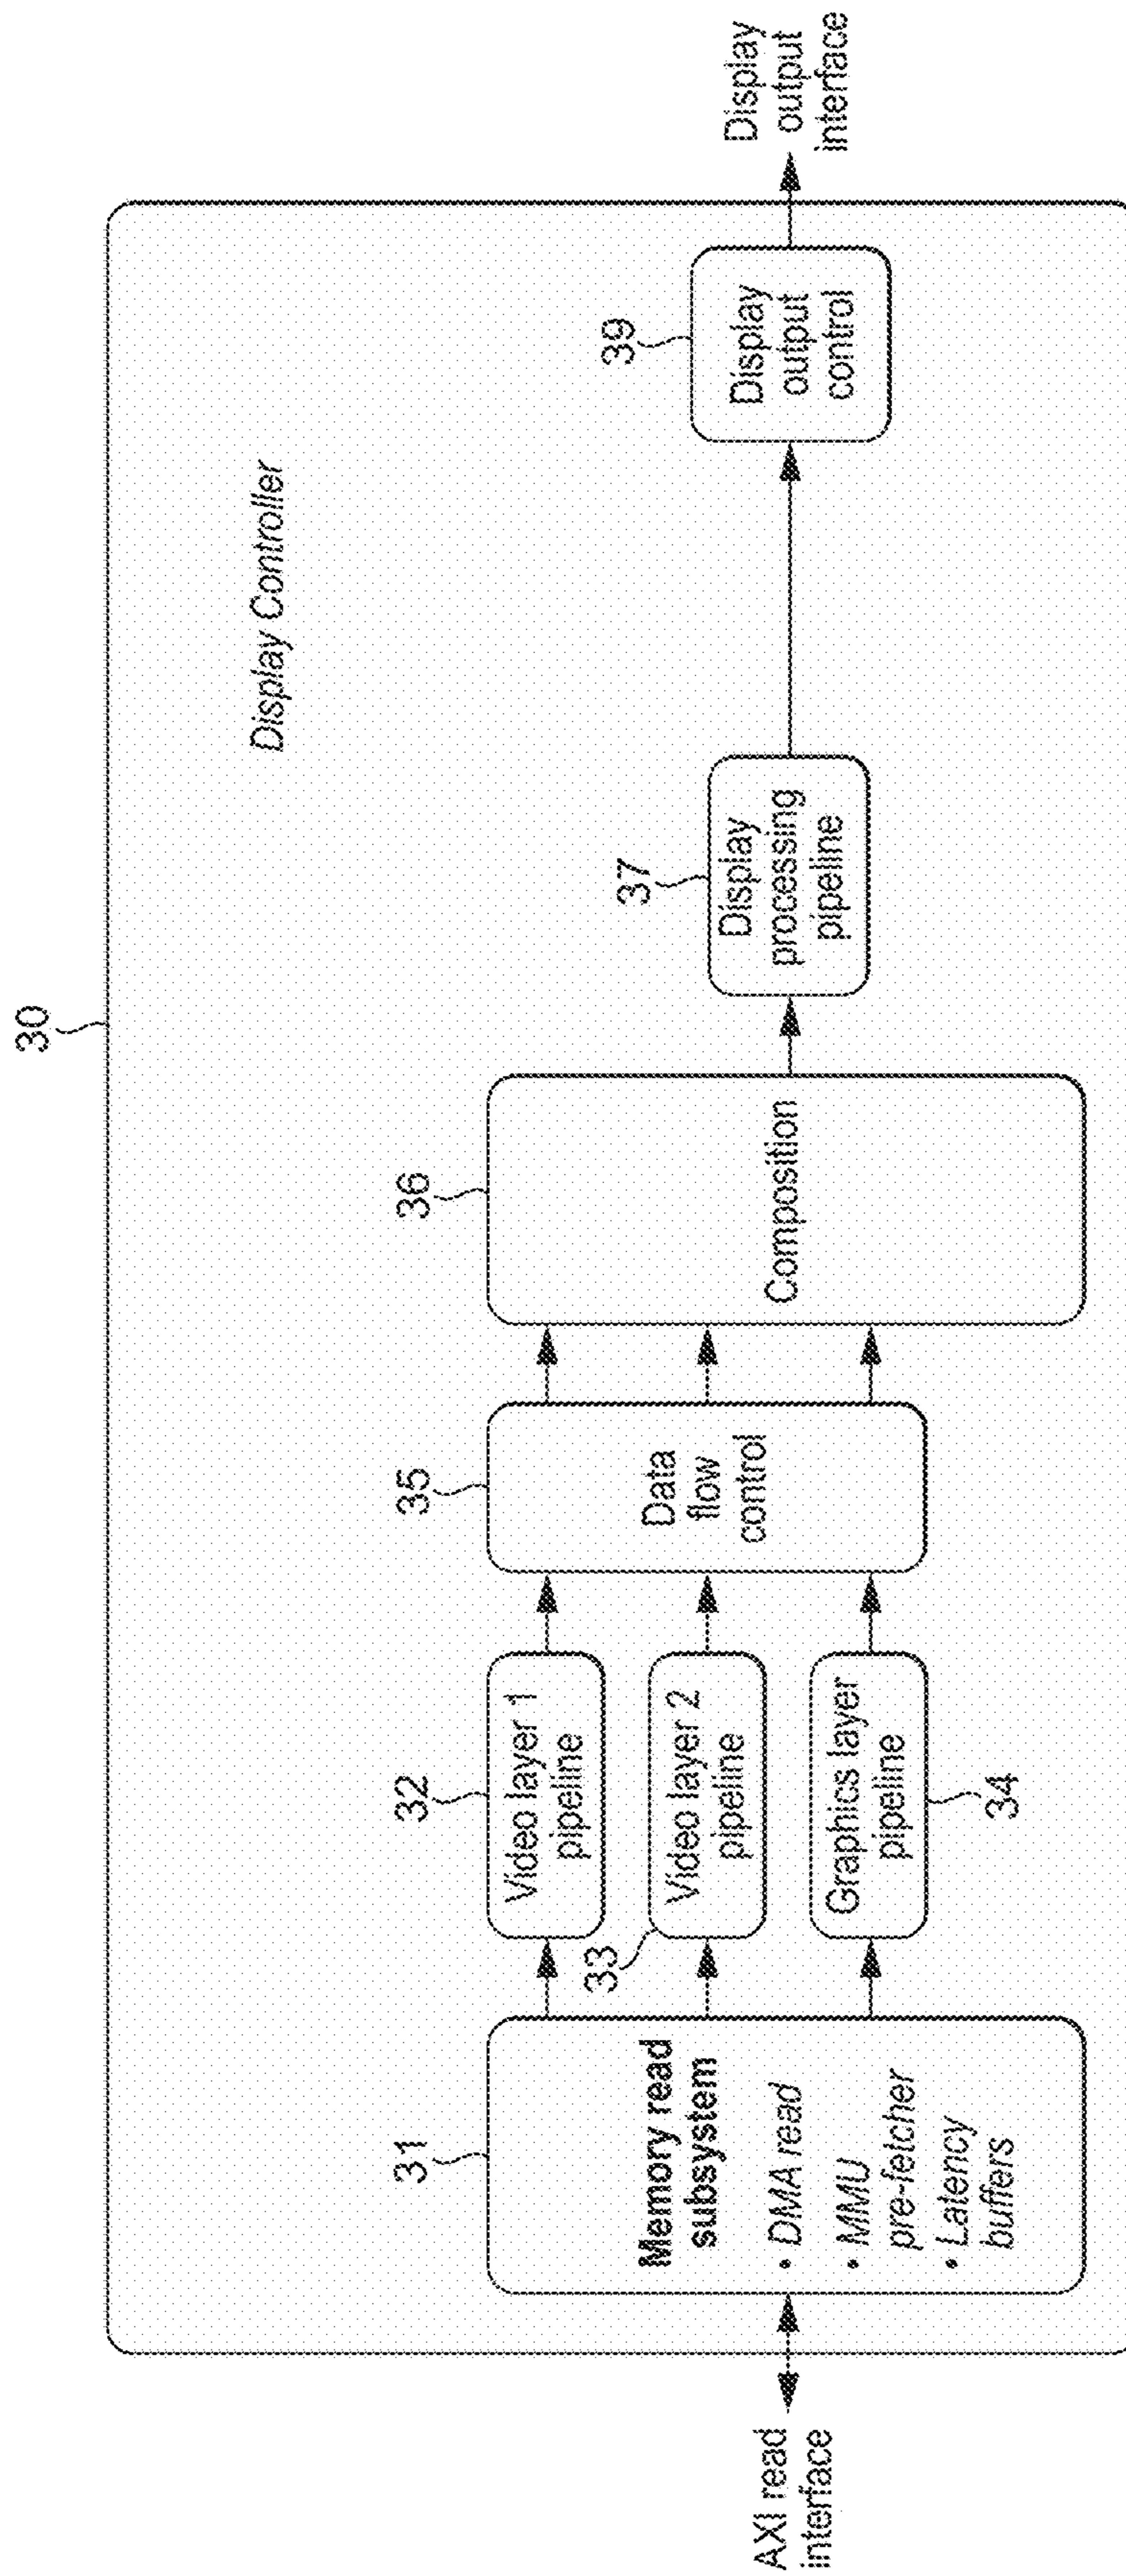 30
Display Controller
AXI read
interface
31
Memory read
subsystem
• DMA read
• MMU
pre-fetcher
• Latency
buffers
32
Video layer 1
pipeline
33
Video layer 2
pipeline
Graphics layer
pipeline
34
35
Data
flow
control
36
Composition
37
Display
processing
pipeline
39
Display
output
control
Display
output
interface